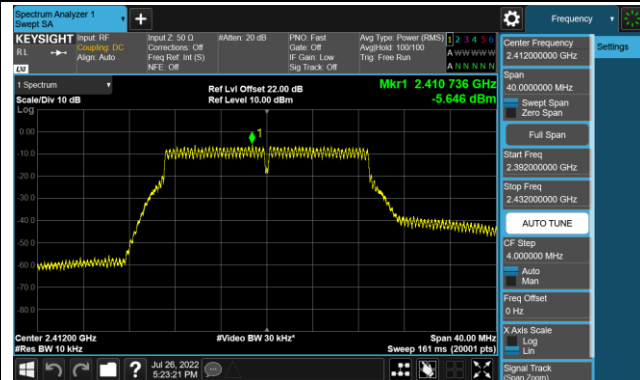 Spectrum Analyzer 1
Swept SA
Frequency
KEYSIGHT
RL
LXI
Input: RF
Coupling: DC
Align: Auto
Input Z: 50 Ω
Corrections: Off
Freq Ref: Int (S)
NFE: Off
#Atten: 20 dB
PNO: Fast
Gate: Off
IF Gain: Low
Sig Track: Off
Avg Type: Power (RMS)
Avg|Hold: 100/100
Trig: Free Run
1 2 3 4 5 6
A W W W W W
A N N N N N
1 Spectrum
Scale/Div 10 dB
Log
Ref Lvl Offset 22.00 dB
Ref Level 10.00 dBm
Mkr1 2.410 736 GHz
-5.646 dBm
1
0.00
-10.0
-20.0
-30.0
-40.0
-50.0
-60.0
-70.0
-80.0
Center 2.41200 GHz
#Res BW 10 kHz
#Video BW 30 kHz*
Span 40.00 MHz
Sweep 161 ms (20001 pts)
Jul 26, 2022
5:23:21 PM
Center Frequency
2.412000000 GHz
Settings
Span
40.0000000 MHz
Swept Span
Zero Span
Full Span
Start Freq
2.392000000 GHz
Stop Freq
2.432000000 GHz
AUTO TUNE
CF Step
4.000000 MHz
Auto
Man
Freq Offset
0 Hz
X Axis Scale
Log
Lin
Signal Track
(Span Zoom)